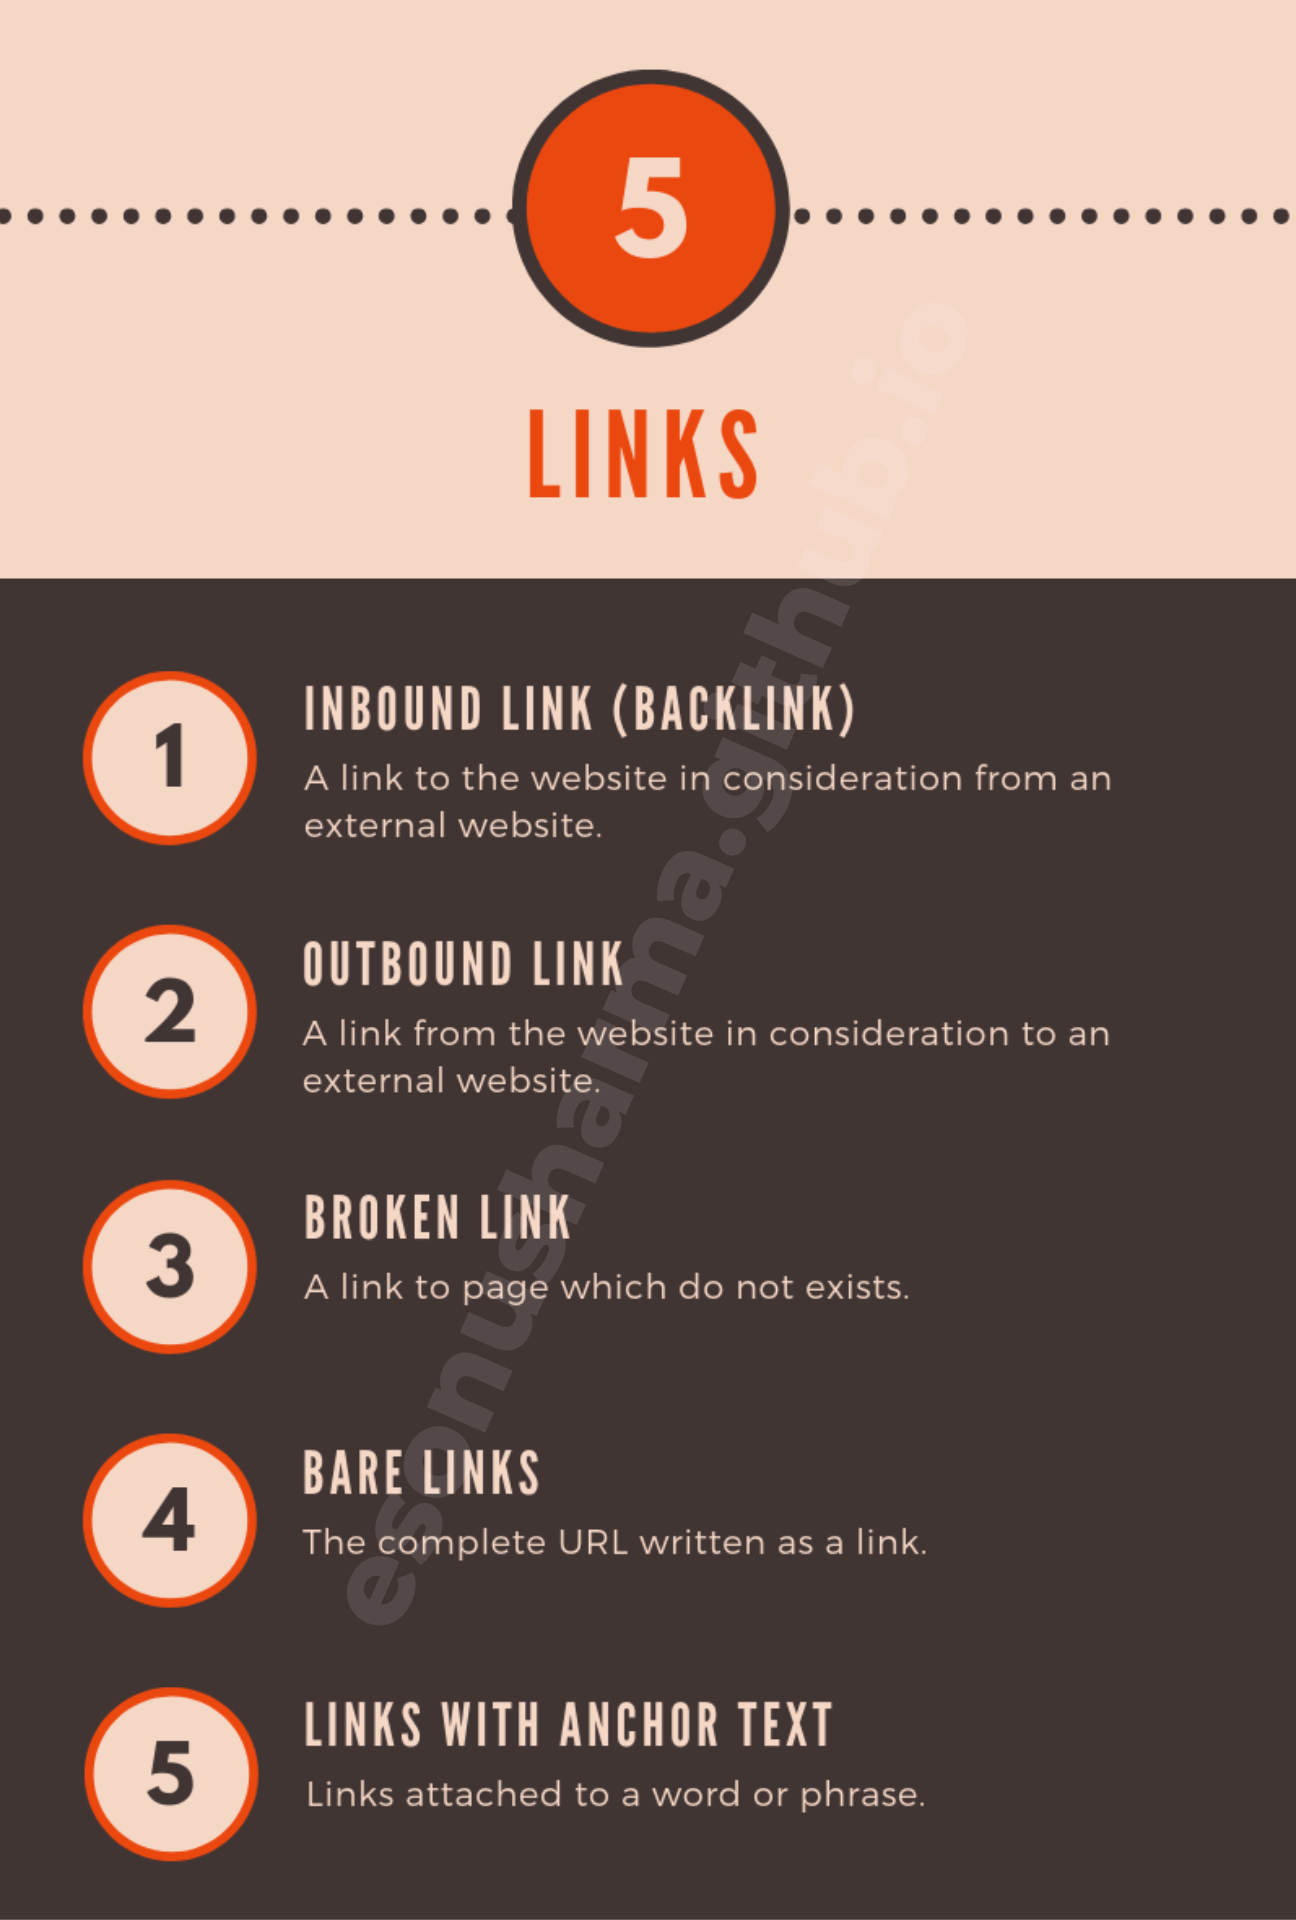 5
LINKS
1
INBOUND LINK (BACKLINK)
A link to the website in consideration from an
external website.
2
OUTBOUND LINK
A link from the website in consideration to an
external website.
3
BROKEN LINK
A link to page which do not exists.
4
BARE LINKS
The complete URL written as a link.
5
LINKS WITH ANCHOR TEXT
Links attached to a word or phrase.
esonusharma.github.io